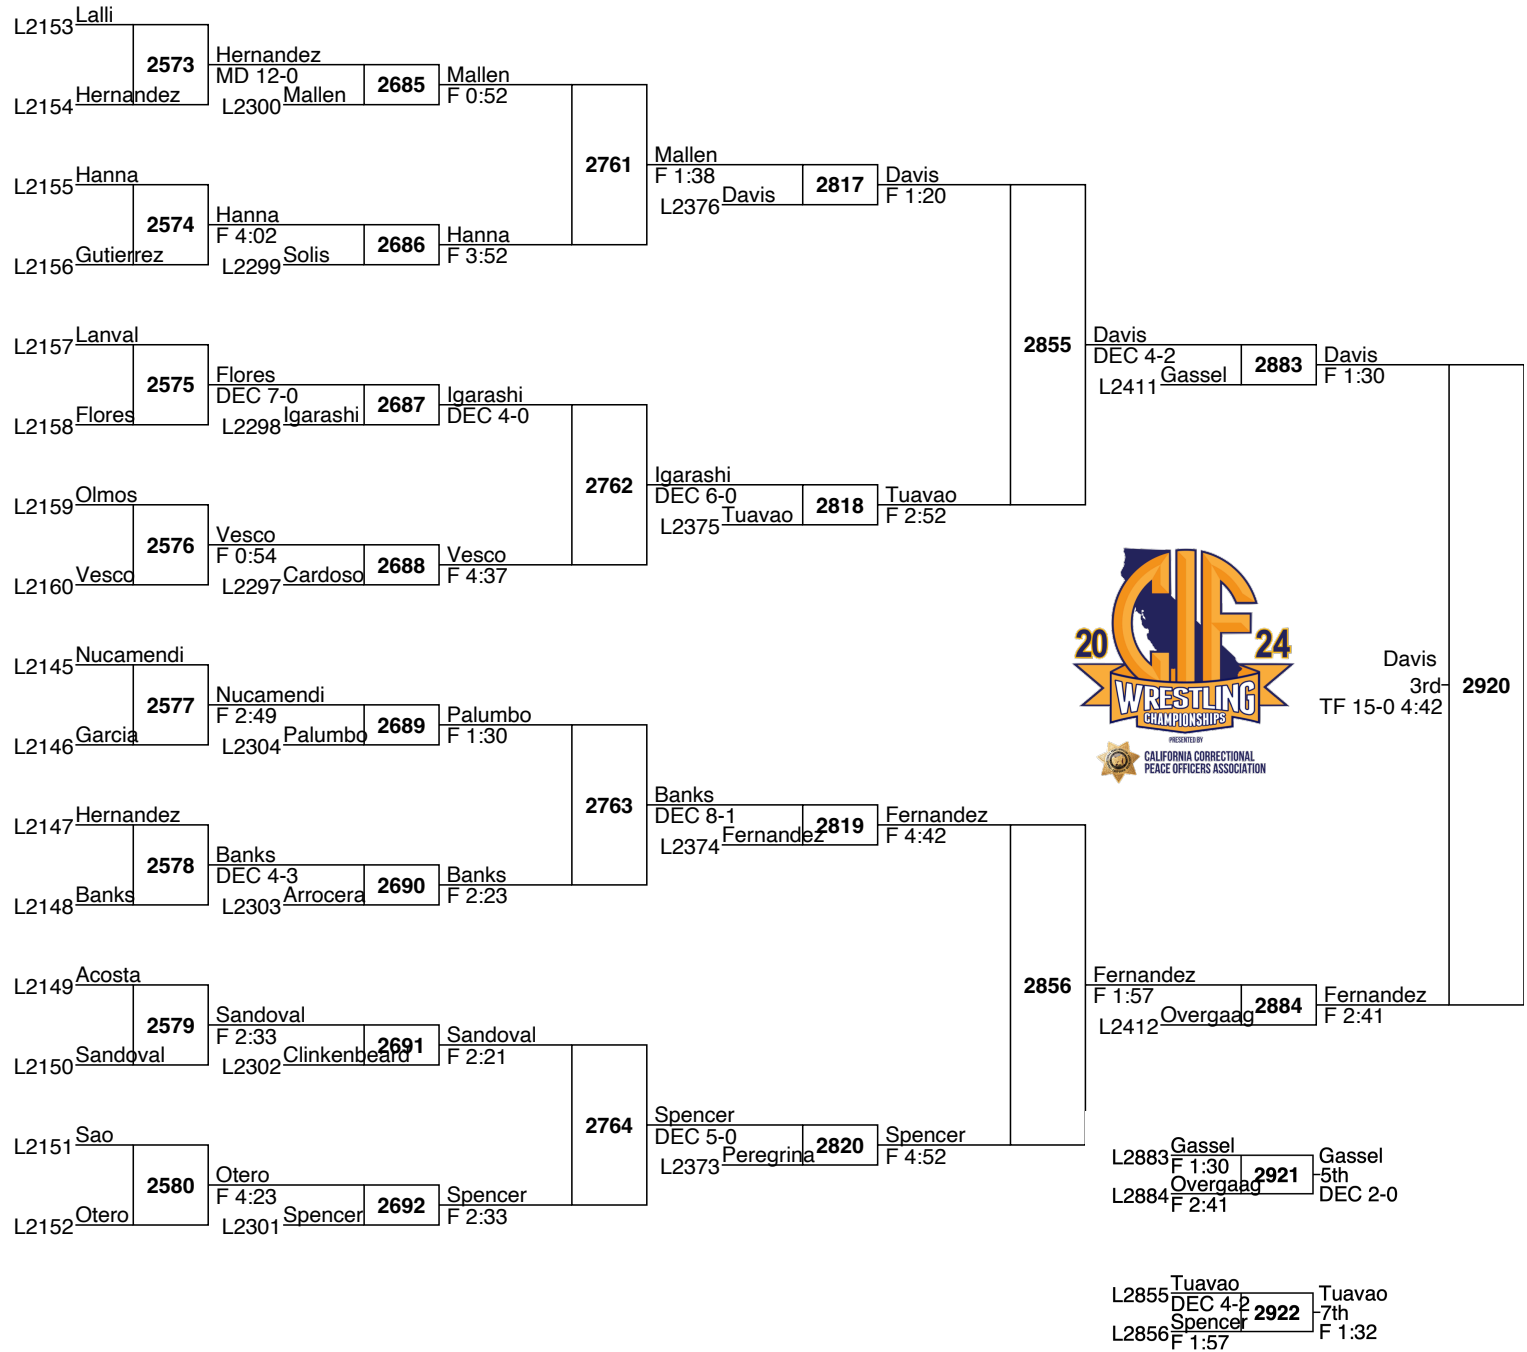 Lalli
L2153
2573
Hernandez
MD 12-0
Hernandez
L2154
L2300
Mallen
2685
Mallen
F 0:52
2761
Hanna
L2155
2574
Hanna
F 4:02
Gutierrez
L2156
L2299
Solis
2686
Hanna
F 3:52
Mallen
F 1:38
L2376
Davis
2817
Davis
F 1:20
Lanval
L2157
2575
Flores
DEC 7-0
Flores
L2158
L2298
Igarashi
2687
Igarashi
DEC 4-0
2762
Olmos
L2159
2576
Vesco
F 0:54
Vesco
L2160
L2297
Cardoso
2688
Vesco
F 4:37
Igarashi
DEC 6-0
L2375
Tuavao
2818
Tuavao
F 2:52
2855
Davis
DEC 4-2
L2411
Gassel
2883
Davis
F 1:30
20
CIF
24
WRESTLING
CHAMPIONSHIPS
PRESENTED BY
CALIFORNIA CORRECTIONAL
PEACE OFFICERS ASSOCIATION
Davis
3rd
TF 15-0 4:42
2920
Nucamendi
L2145
2577
Nucamendi
F 2:49
Garcia
L2146
L2304
Palumbo
2689
Palumbo
F 1:30
2763
Hernandez
L2147
2578
Banks
DEC 4-3
Banks
L2148
L2303
Arrocera
2690
Banks
F 2:23
Banks
DEC 8-1
L2374
Fernandez
2819
Fernandez
F 4:42
Acosta
L2149
2579
Sandoval
F 2:33
Sandoval
L2150
L2302
Clinkenbeard
2691
Sandoval
F 2:21
2764
Sao
L2151
2580
Otero
F 4:23
Otero
L2152
L2301
Spencer
2692
Spencer
F 2:33
Spencer
DEC 5-0
L2373
Peregrina
2820
Spencer
F 4:52
2856
Fernandez
F 1:57
L2412
Overgaag
2884
Fernandez
F 2:41
L2883
Gassel
F 1:30
L2884
Overgaag
F 2:41
2921
Gassel
5th
DEC 2-0
L2855
Tuavao
DEC 4-2
L2856
Spencer
F 1:57
2922
Tuavao
7th
F 1:32